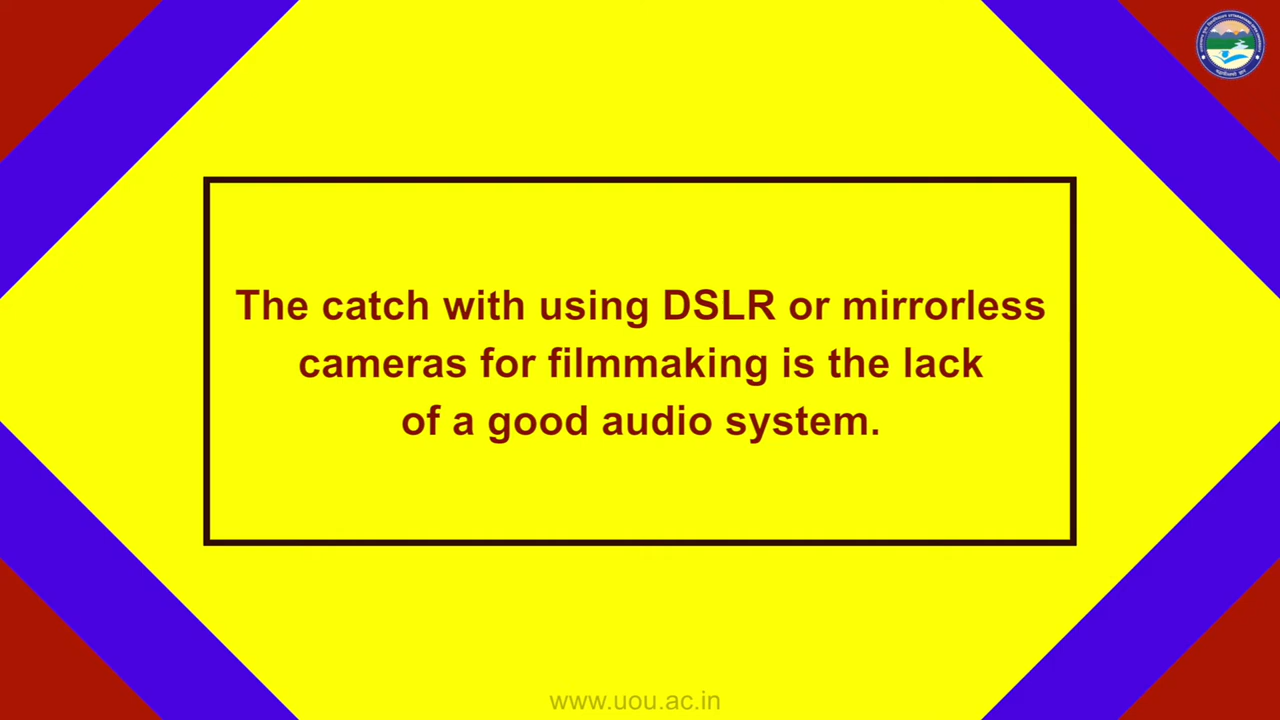 The catch with using DSLR or mirrorless
cameras for filmmaking is the lack
of a good audio system.
www.uou.ac.in